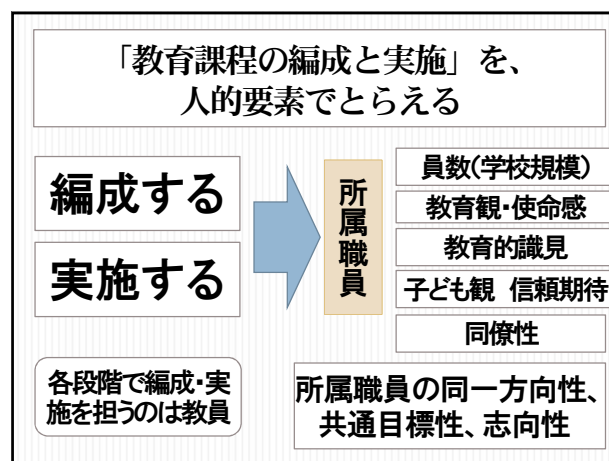 「教育課程の編成と実施」を、
人的要素でとらえる
編成する
実施する
所属職員
員数(学校規模)
教育観・使命感
教育的識見
子ども観 信頼期待
同僚性
各段階で編成・実
施を担うのは教員
所属職員の同一方向性、
共通目標性、志向性